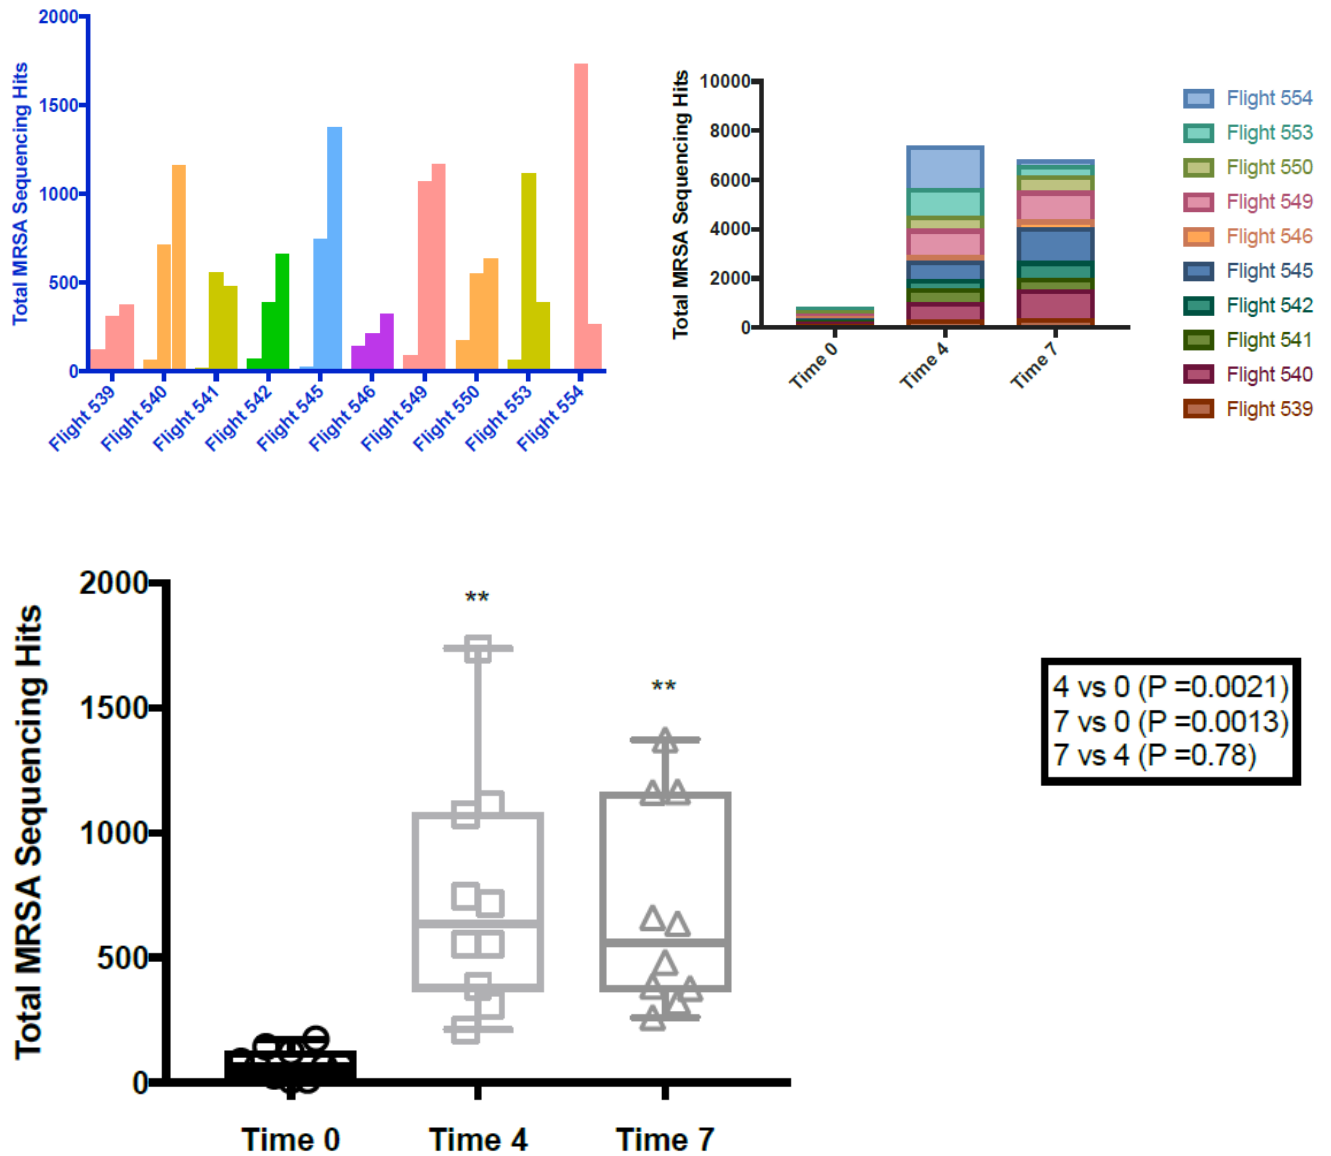 Total MRSA Sequencing Hits
2000
1500
1000
500
0
Flight 539
Flight 540
Flight 541
Flight 542
Flight 545
Flight 546
Flight 549
Flight 550
Flight 553
Flight 554
Total MRSA Sequencing Hits
10000
8000
6000
4000
2000
0
Time 0
Time 4
Time 7
Flight 554
Flight 553
Flight 550
Flight 549
Flight 546
Flight 545
Flight 542
Flight 541
Flight 540
Flight 539
Total MRSA Sequencing Hits
2000
1500
1000
500
0
**
**
Time 0
Time 4
Time 7
4 vs 0 (P =0.0021)
7 vs 0 (P =0.0013)
7 vs 4 (P =0.78)